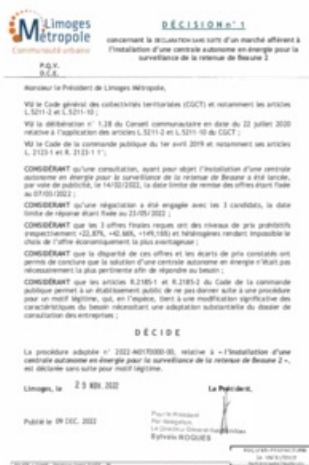 Limoges
Métropole
Communauté urbaine
DÉCISION n° 1
concernant la DECLARATION SANS SUITE d'un marché afférent à
l'installation d'une centrale autonome en énergie pour la
surveillance de la retenue de Beaune 2
P.Q.V.
D.C.E.
Monsieur le Président de Limoges Métropole,
VU le Code général des collectivités territoriales (CGCT) et notamment les articles
L.5211-2 et L.5211-10 ;
VU la délibération n° 1.28 du Conseil communautaire en date du 22 juillet 2020
relative à l'application des articles L.5211-2 et L.5211-10 du CGCT ;
VU le Code de la commande publique du 1er avril 2019 et notamment ses articles
L. 2123-1 et R. 2123-1 1° ;
CONSIDÉRANT qu'une consultation, ayant pour objet l'installation d'une centrale
autonome en énergie pour la surveillance de la retenue de Beaune 2 a été lancée,
par voie de publicité, le 14/02/2022, la date limite de remise des offres étant fixée
au 07/03/2022 ;
CONSIDÉRANT qu'une négociation a été engagée avec les 3 candidats, la date
limite de réponse étant fixée au 23/05/2022 ;
CONSIDÉRANT que les 3 offres finales reçues ont des niveaux de prix prohibitifs
(respectivement +22,87%, +42,66%, +149,16%) et hétérogènes rendant impossible le
choix de l'offre économiquement la plus avantageuse ;
CONSIDÉRANT que la disparité de ces offres et les écarts de prix constatés ont
permis de conclure que la solution d'une centrale autonome en énergie n'était pas
nécessairement la plus pertinente afin de répondre au besoin ;
CONSIDÉRANT que les articles R.2185-1 et R.2185-2 du Code de la commande
publique permet à un établissement public de ne pas donner suite à une procédure
pour un motif légitime, qui, en l'espèce, tient à une modification significative des
caractéristiques du besoin nécessitant une adaptation substantielle du dossier de
consultation des entreprises ;
DÉCIDE
La procédure adaptée n° 2022-M0170000-00, relative à « l'installation d'une
centrale autonome en énergie pour la surveillance de la retenue de Beaune 2 »,
est déclarée sans suite pour motif légitime.
Limoges, le 25 NOV. 2022
Le Président,
Publié le 09 DEC. 2022
Pour le Président
Par délégation,
Le Directeur Général
Sylvain ROQUES